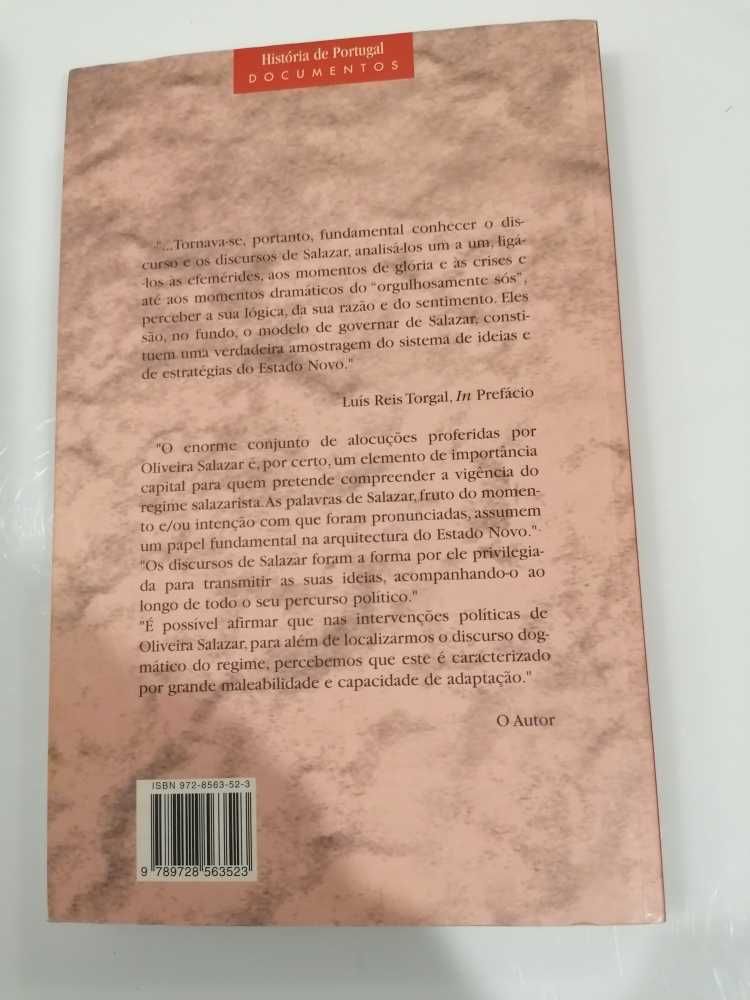 História de Portugal
DOCUMENTOS
"...Tornava-se, portanto, fundamental conhecer o dis-
curso e os discursos de Salazar, analisá-los um a um, ligá-
-los às efemérides, aos momentos de glória e às crises e
até aos momentos dramáticos do "orgulhosamente sós",
perceber a sua lógica, da sua razão e do sentimento. Eles
são, no fundo, o modelo de governar de Salazar, consti-
tuem uma verdadeira amostragem do sistema de ideias e
de estratégias do Estado Novo."
Luís Reis Torgal, In Prefácio
"O enorme conjunto de alocuções proferidas por
Oliveira Salazar é, por certo, um elemento de importância
capital para quem pretende compreender a vigência do
regime salazarista. As palavras de Salazar, fruto do momen-
to e/ou intenção com que foram pronunciadas, assumem
um papel fundamental na arquitectura do Estado Novo."
"Os discursos de Salazar foram a forma por ele privilegia-
da para transmitir as suas ideias, acompanhando-o ao
longo de todo o seu percurso político."
"É possível afirmar que nas intervenções políticas de
Oliveira Salazar, para além de localizarmos o discurso dog-
mático do regime, percebemos que este é caracterizado
por grande maleabilidade e capacidade de adaptação."
O Autor
ISBN 972-8563-52-3
9 789728 563523